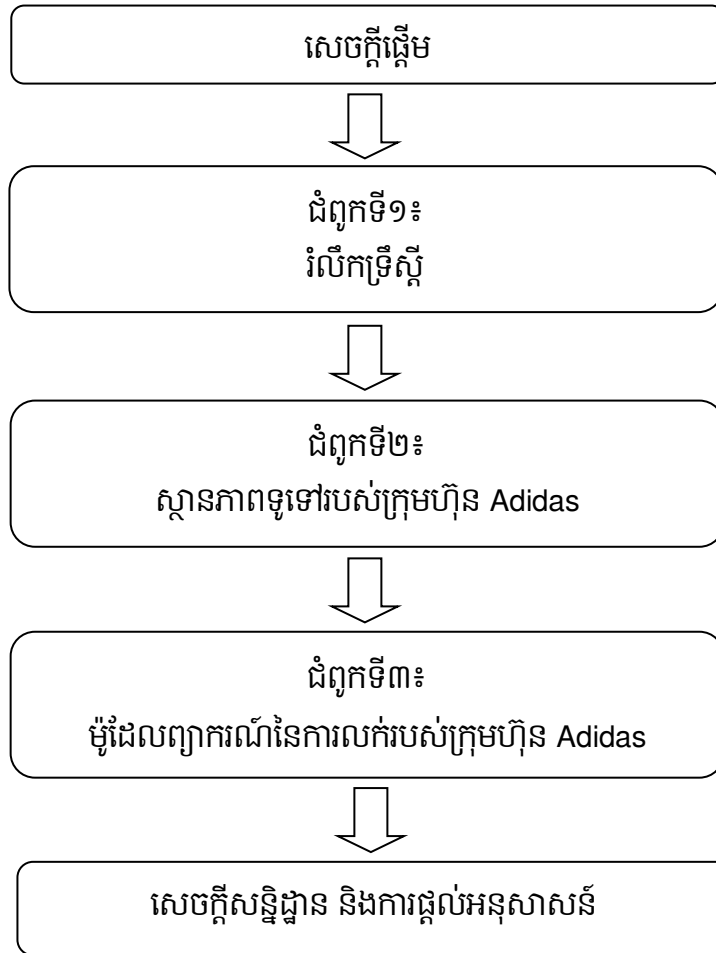 សេចក្តីផ្តើម
ជំពូកទី១៖
រំលឹកទ្រឹស្តី
ជំពូកទី២៖
ស្ថានភាពទូទៅរបស់ក្រុមហ៊ុន Adidas
ជំពូកទី៣៖
ម៉ូដែលព្យាករណ៍នៃការលក់របស់ក្រុមហ៊ុន Adidas
សេចក្តីសន្និដ្ឋាន និងការផ្តល់អនុសាសន៍